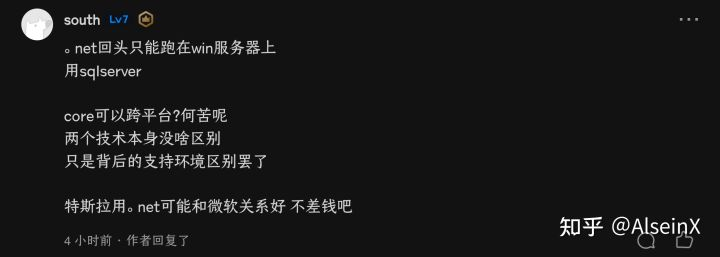 south Lv7
。net回头只能跑在win服务器上
用sqlserver
core可以跨平台?何苦呢
两个技术本身没啥区别
只是背后的支持环境区别罢了
特斯拉用。net可能和微软关系好 不差钱吧
4 小时前 · 作者回复了
知乎 @AlseinX